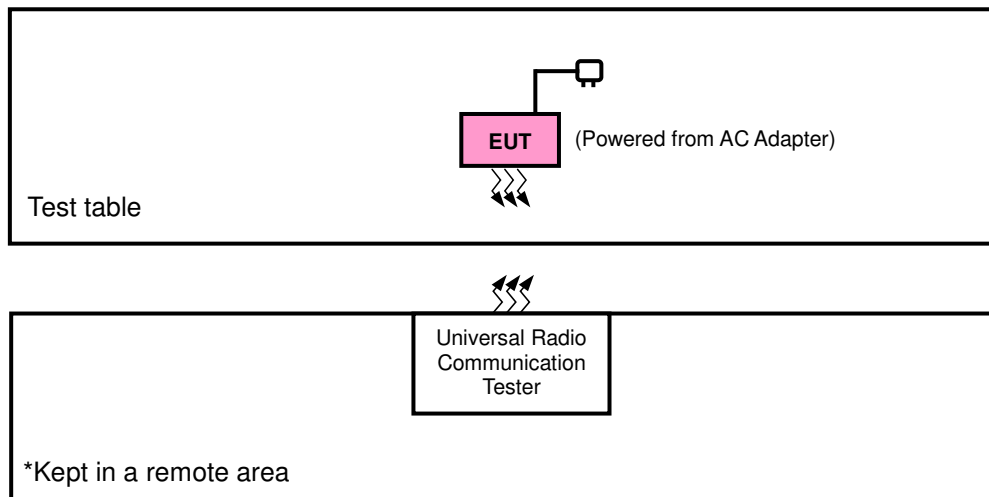 EUT
(Powered from AC Adapter)
Test table
Universal Radio
Communication
Tester
*Kept in a remote area